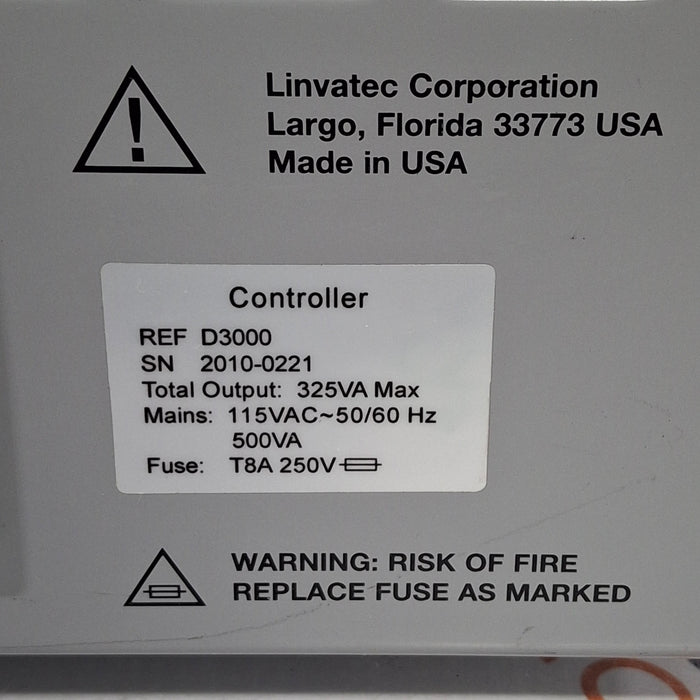 Linvatec Corporation
Largo, Florida 33773 USA
Made in USA
Controller
REF D3000
SN 2010-0221
Total Output: 325VA Max
Mains: 115VAC~50/60 Hz
500VA
Fuse: T8A 250V
WARNING: RISK OF FIRE
REPLACE FUSE AS MARKED